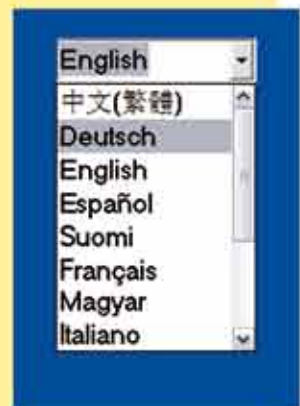 English
中文(繁體)
Deutsch
English
Español
Suomi
Français
Magyar
Italiano